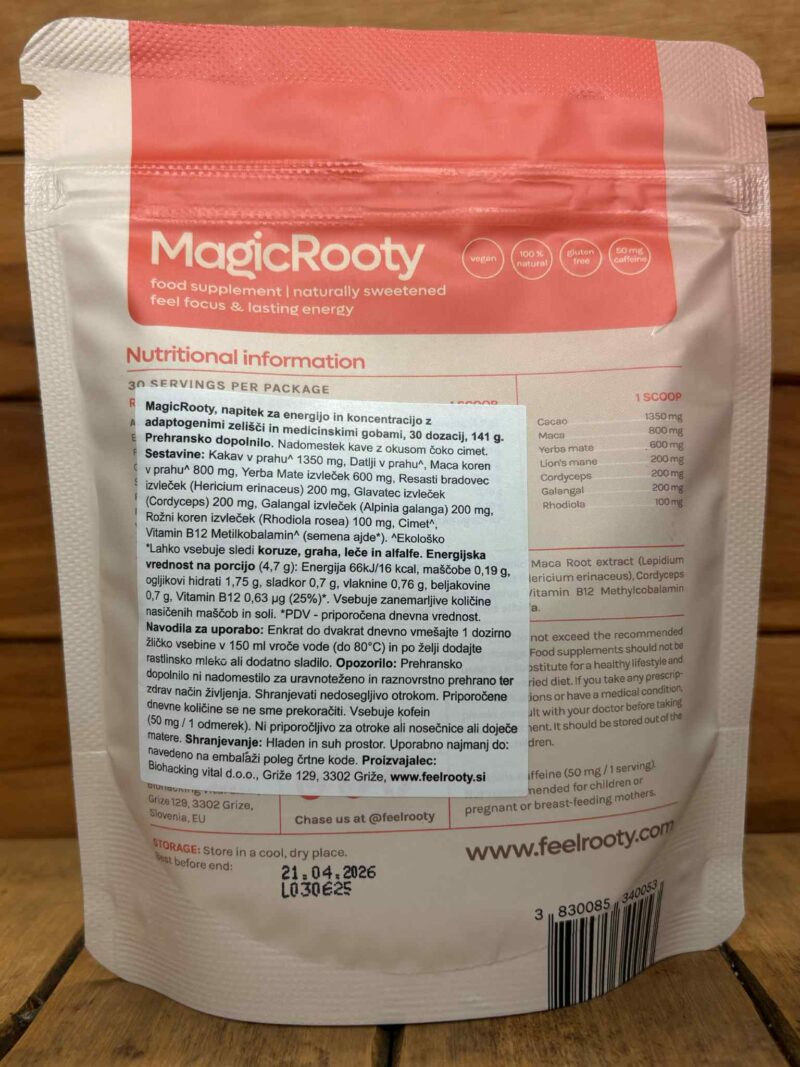 MagicRooty
vegan
100 % natural
gluten free
50 mg caffeine
food supplement | naturally sweetened
feel focus & lasting energy
Nutritional information
30 SERVINGS PER PACKAGE
1 SCOOP
MagicRooty, napitek za energijo in koncentracijo z
adaptogenimi zelišči in medicinskimi gobami, 30 dozacij, 141 g.
Prehransko dopolnilo. Nadomestek kave z okusom čoko cimet.
Sestavine: Kakav v prahu^ 1350 mg, Datlji v prahu^, Maca koren
v prahu^ 800 mg, Yerba Mate izvleček 600 mg, Resasti bradovec
izvleček (Hericium erinaceus) 200 mg, Glavatec izvleček
(Cordyceps) 200 mg, Galangal izvleček (Alpinia galanga) 200 mg,
Rožni koren izvleček (Rhodiola rosea) 100 mg, Cimet^,
Vitamin B12 Metilkobalamin^ (semena ajde*). ^Ekološko
*Lahko vsebuje sledi koruze, graha, leče in alfalfe. Energijska
vrednost na porcijo (4,7 g): Energija 66kJ/16 kcal, maščobe 0,19 g,
ogljikovi hidrati 1,75 g, sladkor 0,7 g, vlaknine 0,76 g, beljakovine
0,7 g, Vitamin B12 0,63 µg (25%)*. Vsebuje zanemarljive količine
nasičenih maščob in soli. *PDV - priporočena dnevna vrednost.
Navodila za uporabo: Enkrat do dvakrat dnevno vmešajte 1 dozirno
žličko vsebine v 150 ml vroče vode (do 80°C) in po želji dodajte
rastlinsko mleko ali dodatno sladilo. Opozorilo: Prehransko
dopolnilo ni nadomestilo za uravnoteženo in raznovrstno prehrano ter
zdrav način življenja. Shranjevati nedosegljivo otrokom. Priporočene
dnevne količine se ne sme prekoračiti. Vsebuje kofein
(50 mg / 1 odmerek). Ni priporočljivo za otroke ali nosečnice ali doječe
matere. Shranjevanje: Hladen in suh prostor. Uporabno najmanj do:
navedeno na embalaži poleg črtne kode. Proizvajalec:
Biohacking vital d.o.o., Griže 129, 3302 Griže, www.feelrooty.si
1 SCOOP
Cacao 1350 mg
Maca 800 mg
Yerba mate 600 mg
Lion's mane 200 mg
Cordyceps 200 mg
Galangal 200 mg
Rhodiola 100 mg
Maca Root extract (Lepidium
erinaceus), Cordyceps
Vitamin B12 Methylcobalamin
not exceed the recommended
Food supplements should not be
healthy lifestyle and
diet. If you take any prescrip-
or have a medical condition,
with your doctor before taking
It should be stored out of the
(50 mg / 1 serving).
for children or
pregnant or breast-feeding mothers.
Grize 129, 3302 Grize,
Slovenia, EU
Chase us at @feelrooty
STORAGE: Store in a cool, dry place.
Best before end:
21.04.2026
L030625
www.feelrooty.com
3 830085 340053